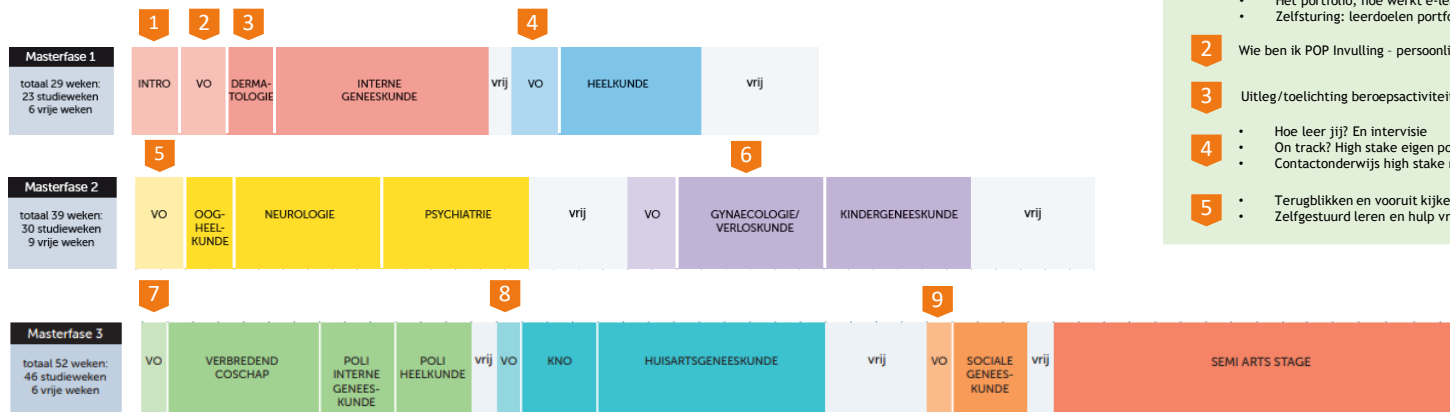 1
2
3
4
Masterfase 1
totaal 29 weken:
23 studieweken
6 vrije weken
INTRO
VO
DERMA-
TOLOGIE
INTERNE
GENEESKUNDE
vrij
VO
HEELKUNDE
vrij
5
6
Masterfase 2
totaal 39 weken:
30 studieweken
9 vrije weken
VO
OOG-
HEEL-
KUNDE
NEUROLOGIE
PSYCHIATRIE
vrij
VO
GYNAECOLOGIE/
VERLOSKUNDE
KINDERGENEESKUNDE
vrij
7
8
9
Masterfase 3
totaal 52 weken:
46 studieweken
6 vrije weken
VO
VERBREDEND
COSCHAP
POLI
INTERNE
GENEES-
KUNDE
POLI
HEELKUNDE
vrij
VO
KNO
HUISARTSGENEESKUNDE
vrij
VO
SOCIALE
GENEES-
KUNDE
vrij
SEMI ARTS STAGE
• Het portfolio, hoe werkt
• Zelfsturing: leerdoelen
2
Wie ben ik POP Invulling – 
3
Uitleg/toelichting
4
• Hoe leer jij? En intervisie
• On track? High stake eigen
• Contactonderwijs high stake
5
• Terugblikken en vooruit
• Zelfgestuurd leren en hulp